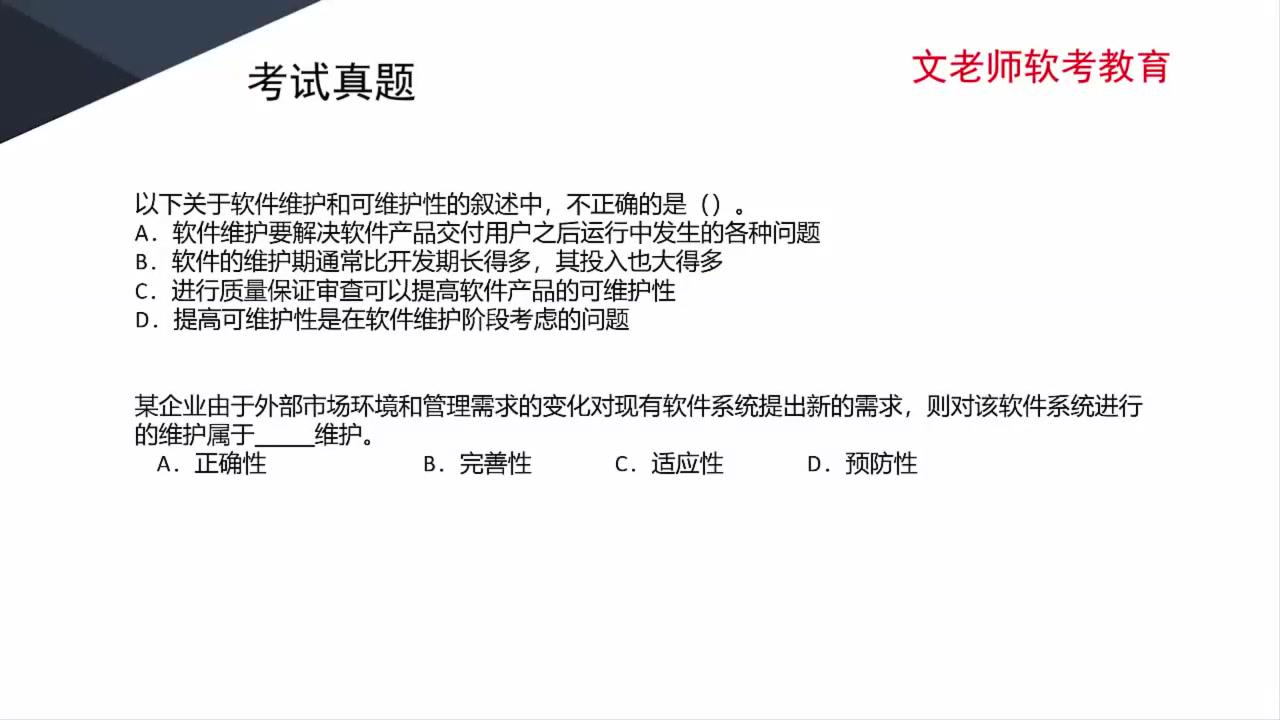 考试真题
文老师软考教育
以下关于软件维护和可维护性的叙述中，不正确的是（）。
A．软件维护要解决软件产品交付用户之后运行中发生的各种问题
B．软件的维护期通常比开发期长得多，其投入也大得多
C．进行质量保证审查可以提高软件产品的可维护性
D．提高可维护性是在软件维护阶段考虑的问题
某企业由于外部市场环境和管理需求的变化对现有软件系统提出新的需求，则对该软件系统进行
的维护属于_____维护。
A．正确性 B．完善性 C．适应性 D．预防性